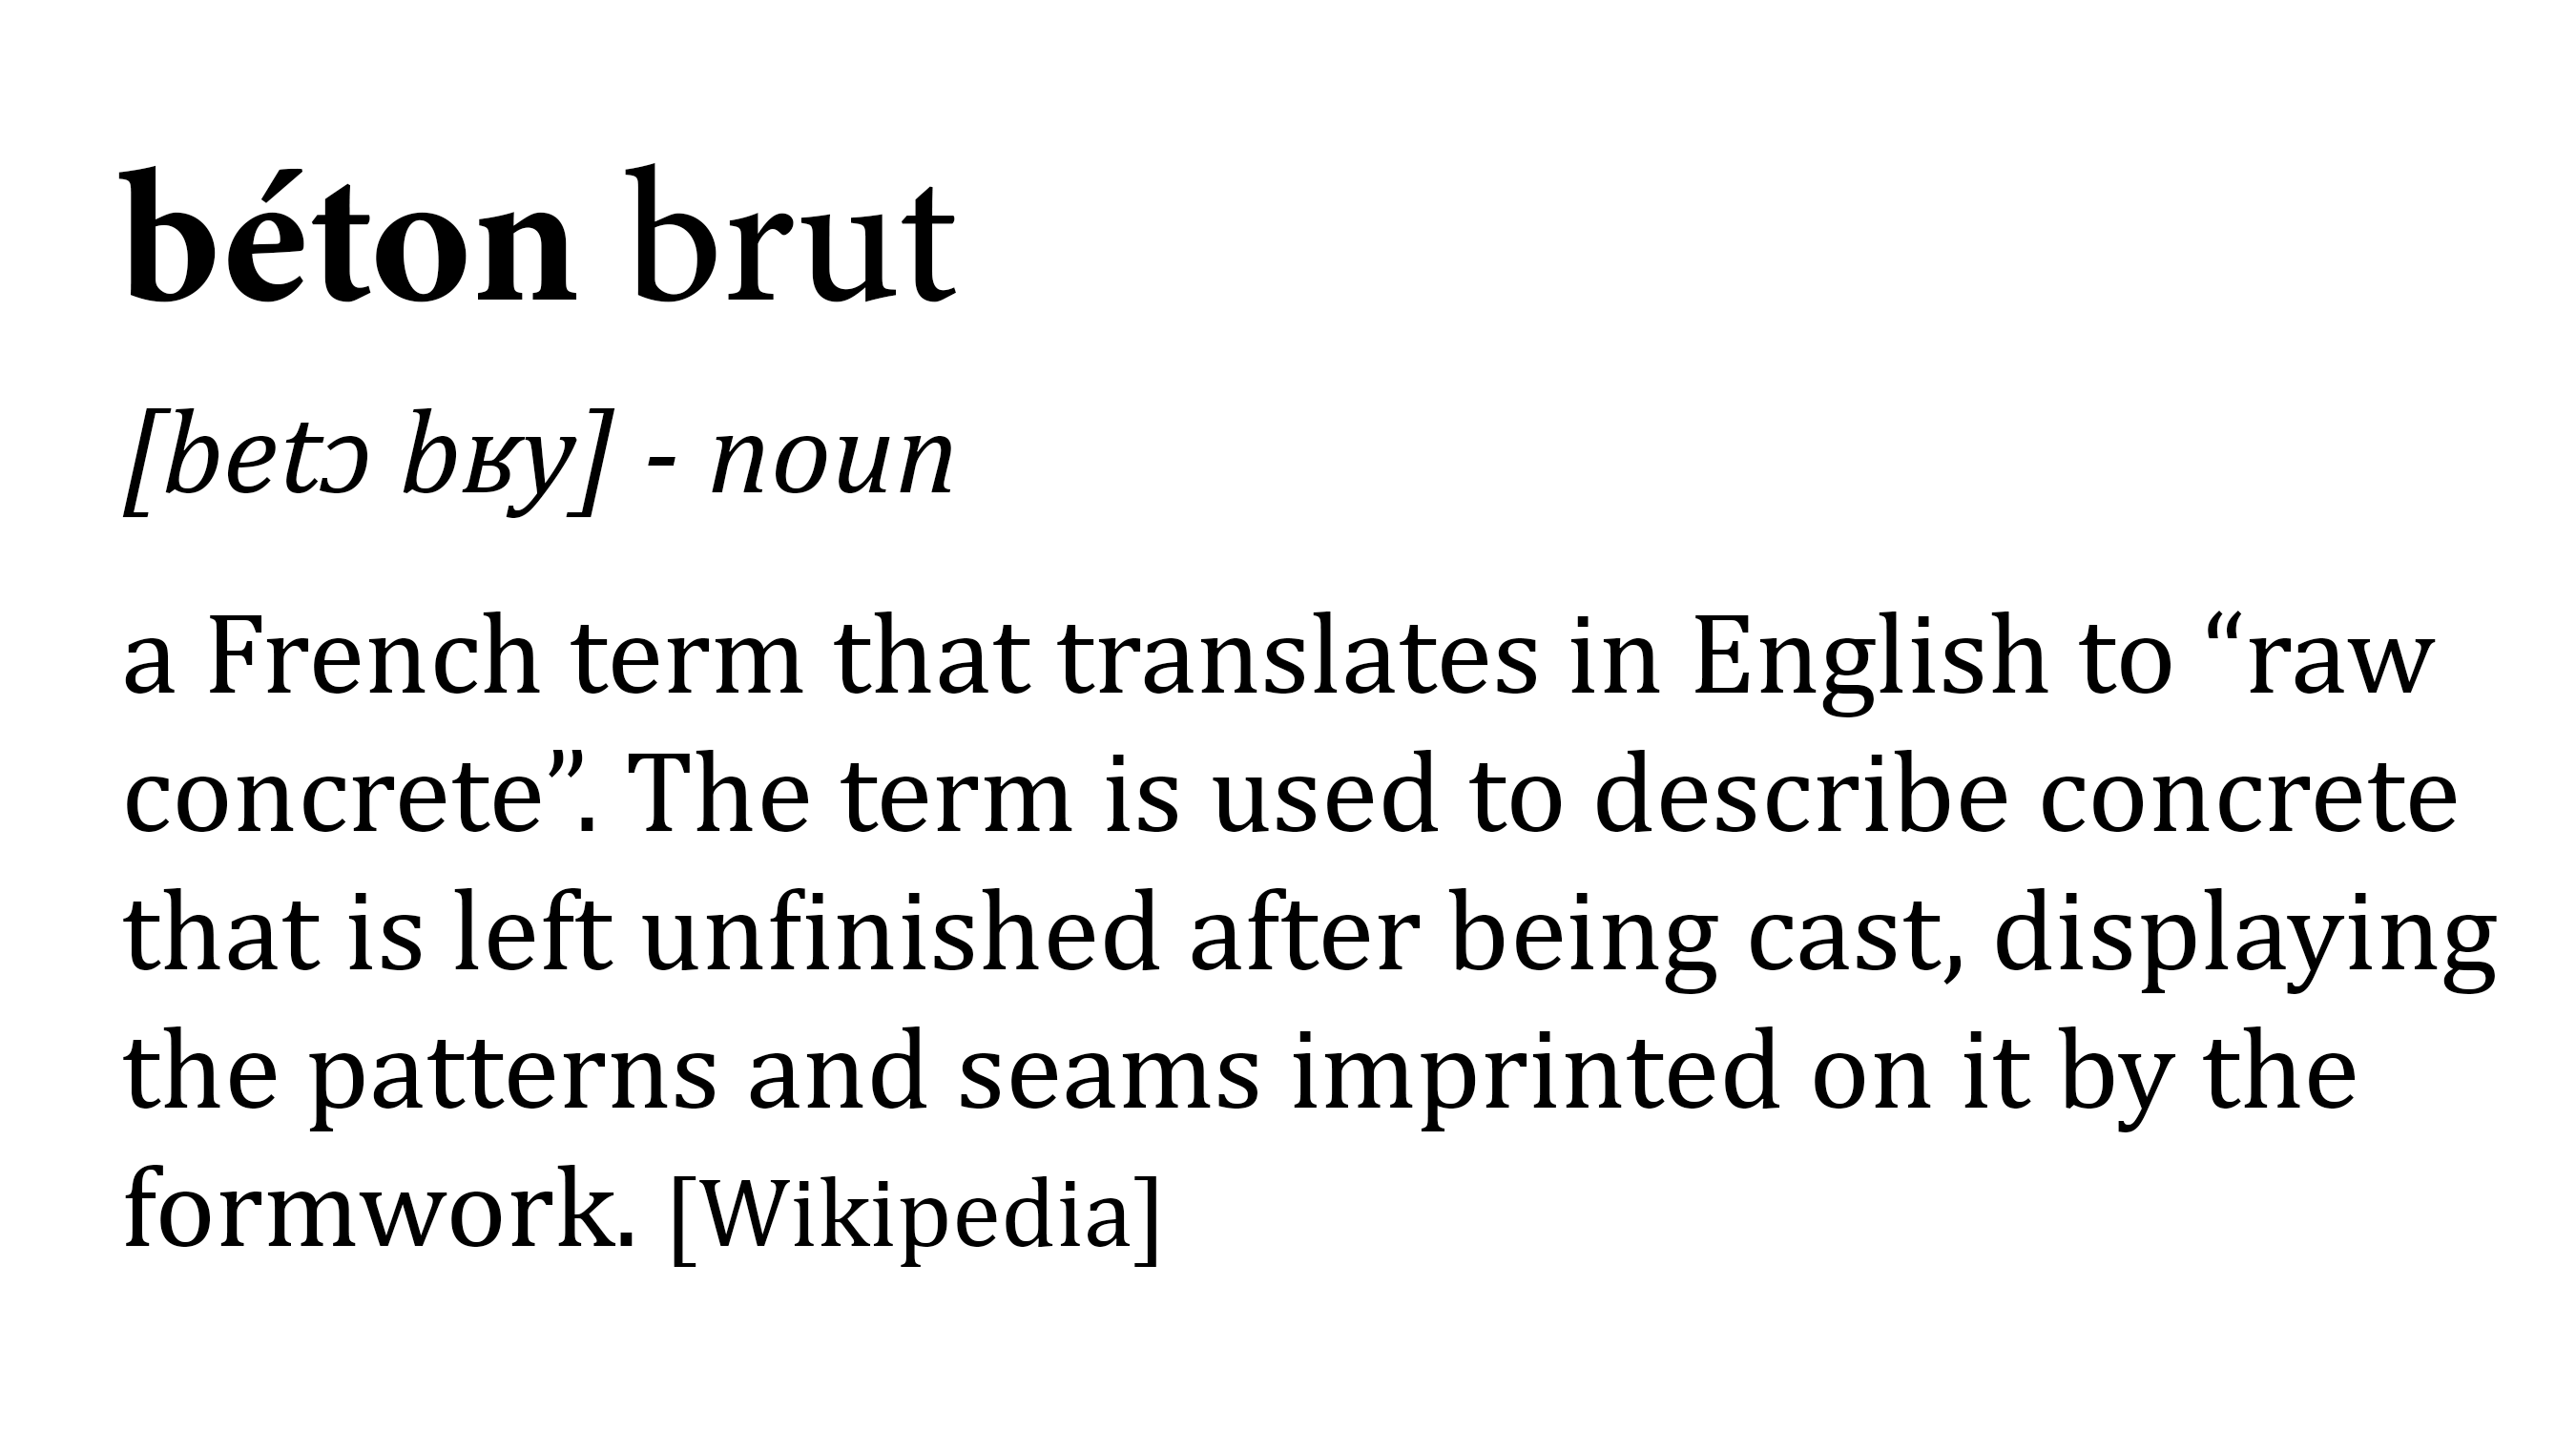 béton brut
[betɔ bʁy] - noun
a French term that translates in English to “raw
concrete”. The term is used to describe concrete
that is left unfinished after being cast, displaying
the patterns and seams imprinted on it by the
formwork. [Wikipedia]